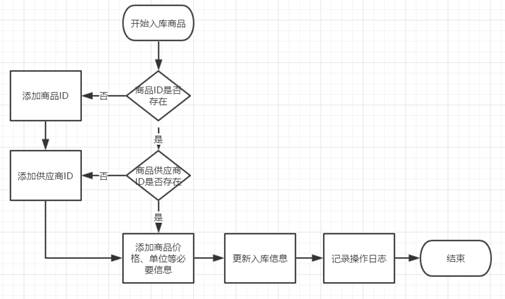 开始入库商品
商品ID是否
存在
否
添加商品ID
是
商品供应商
ID是否存在
否
添加供应商ID
是
添加商品价
格、单位等必
要信息
更新入库信息
记录操作日志
结束